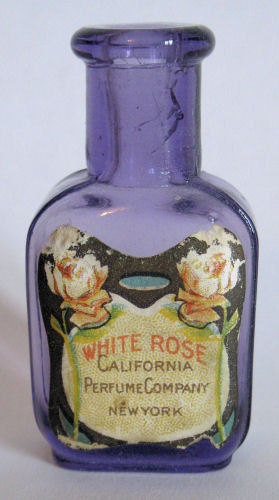 WHITE ROSE
CALIFORNIA
PERFUME COMPANY
NEW YORK